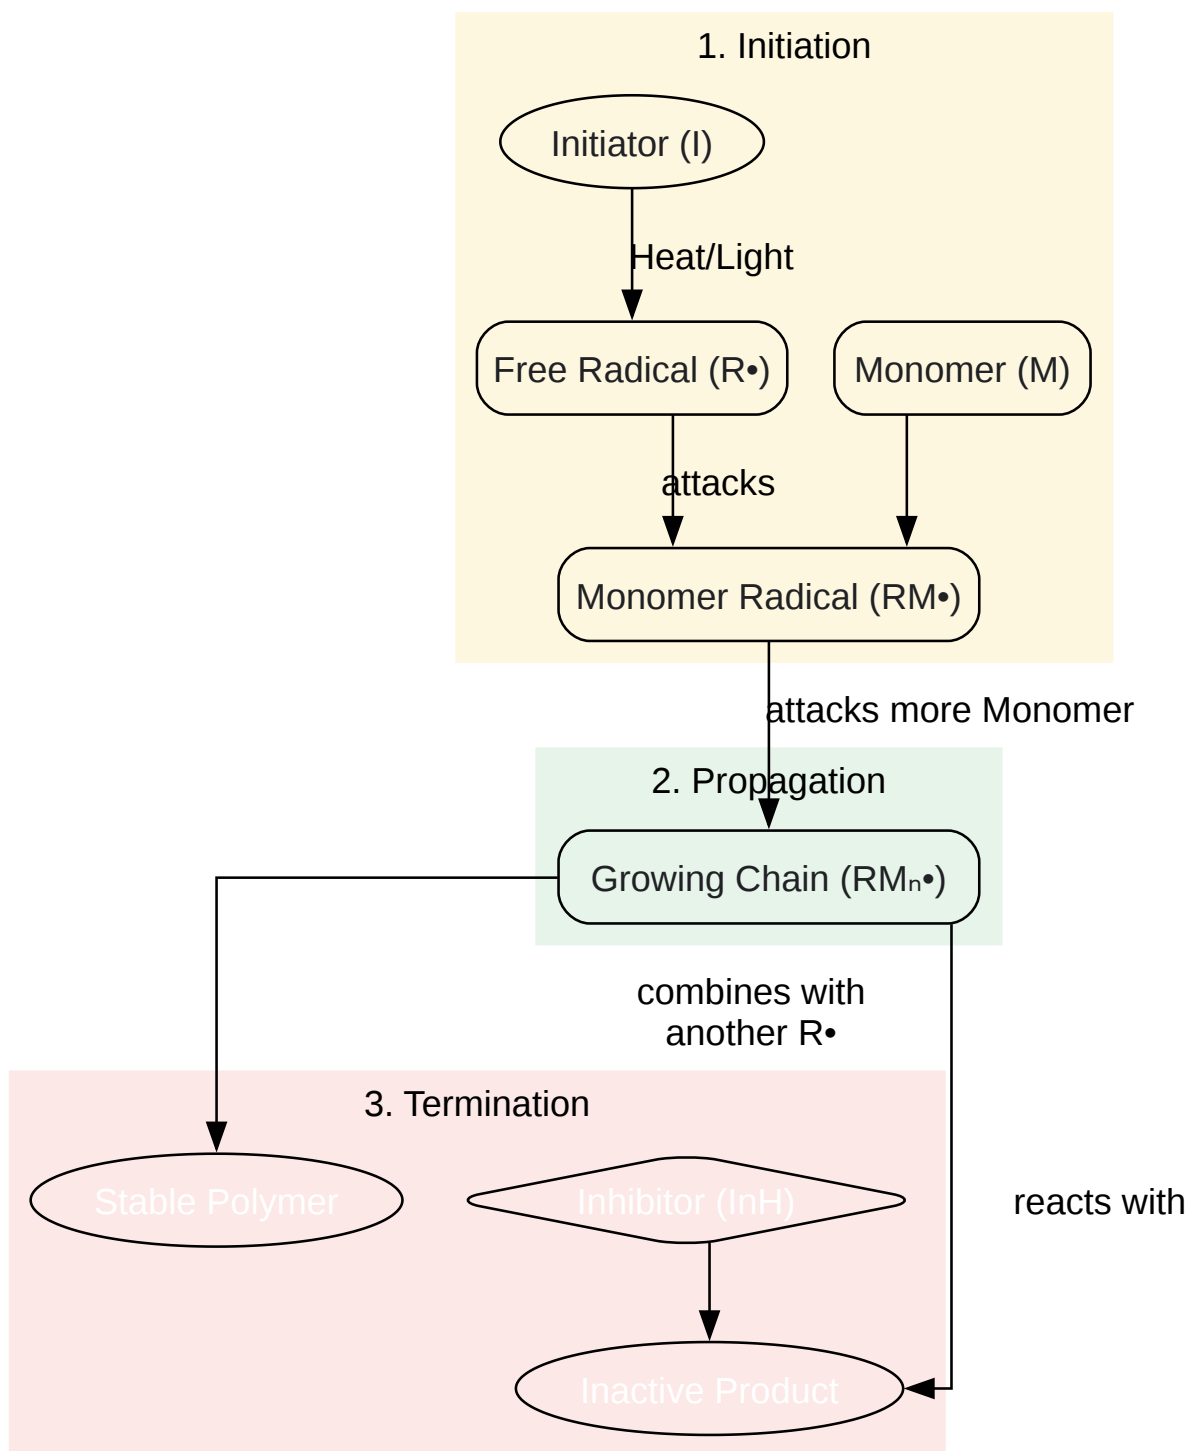 1. Initiation
Initiator (I)
Heat/Light
Free Radical (R•)
Monomer (M)
attacks
Monomer Radical (RM•)
attacks more Monomer
2. Propagation
Growing Chain (RMₙ•)
combines with
another R•
3. Termination
Stable Polymer
Inhibitor (InH)
reacts with
Inactive Product